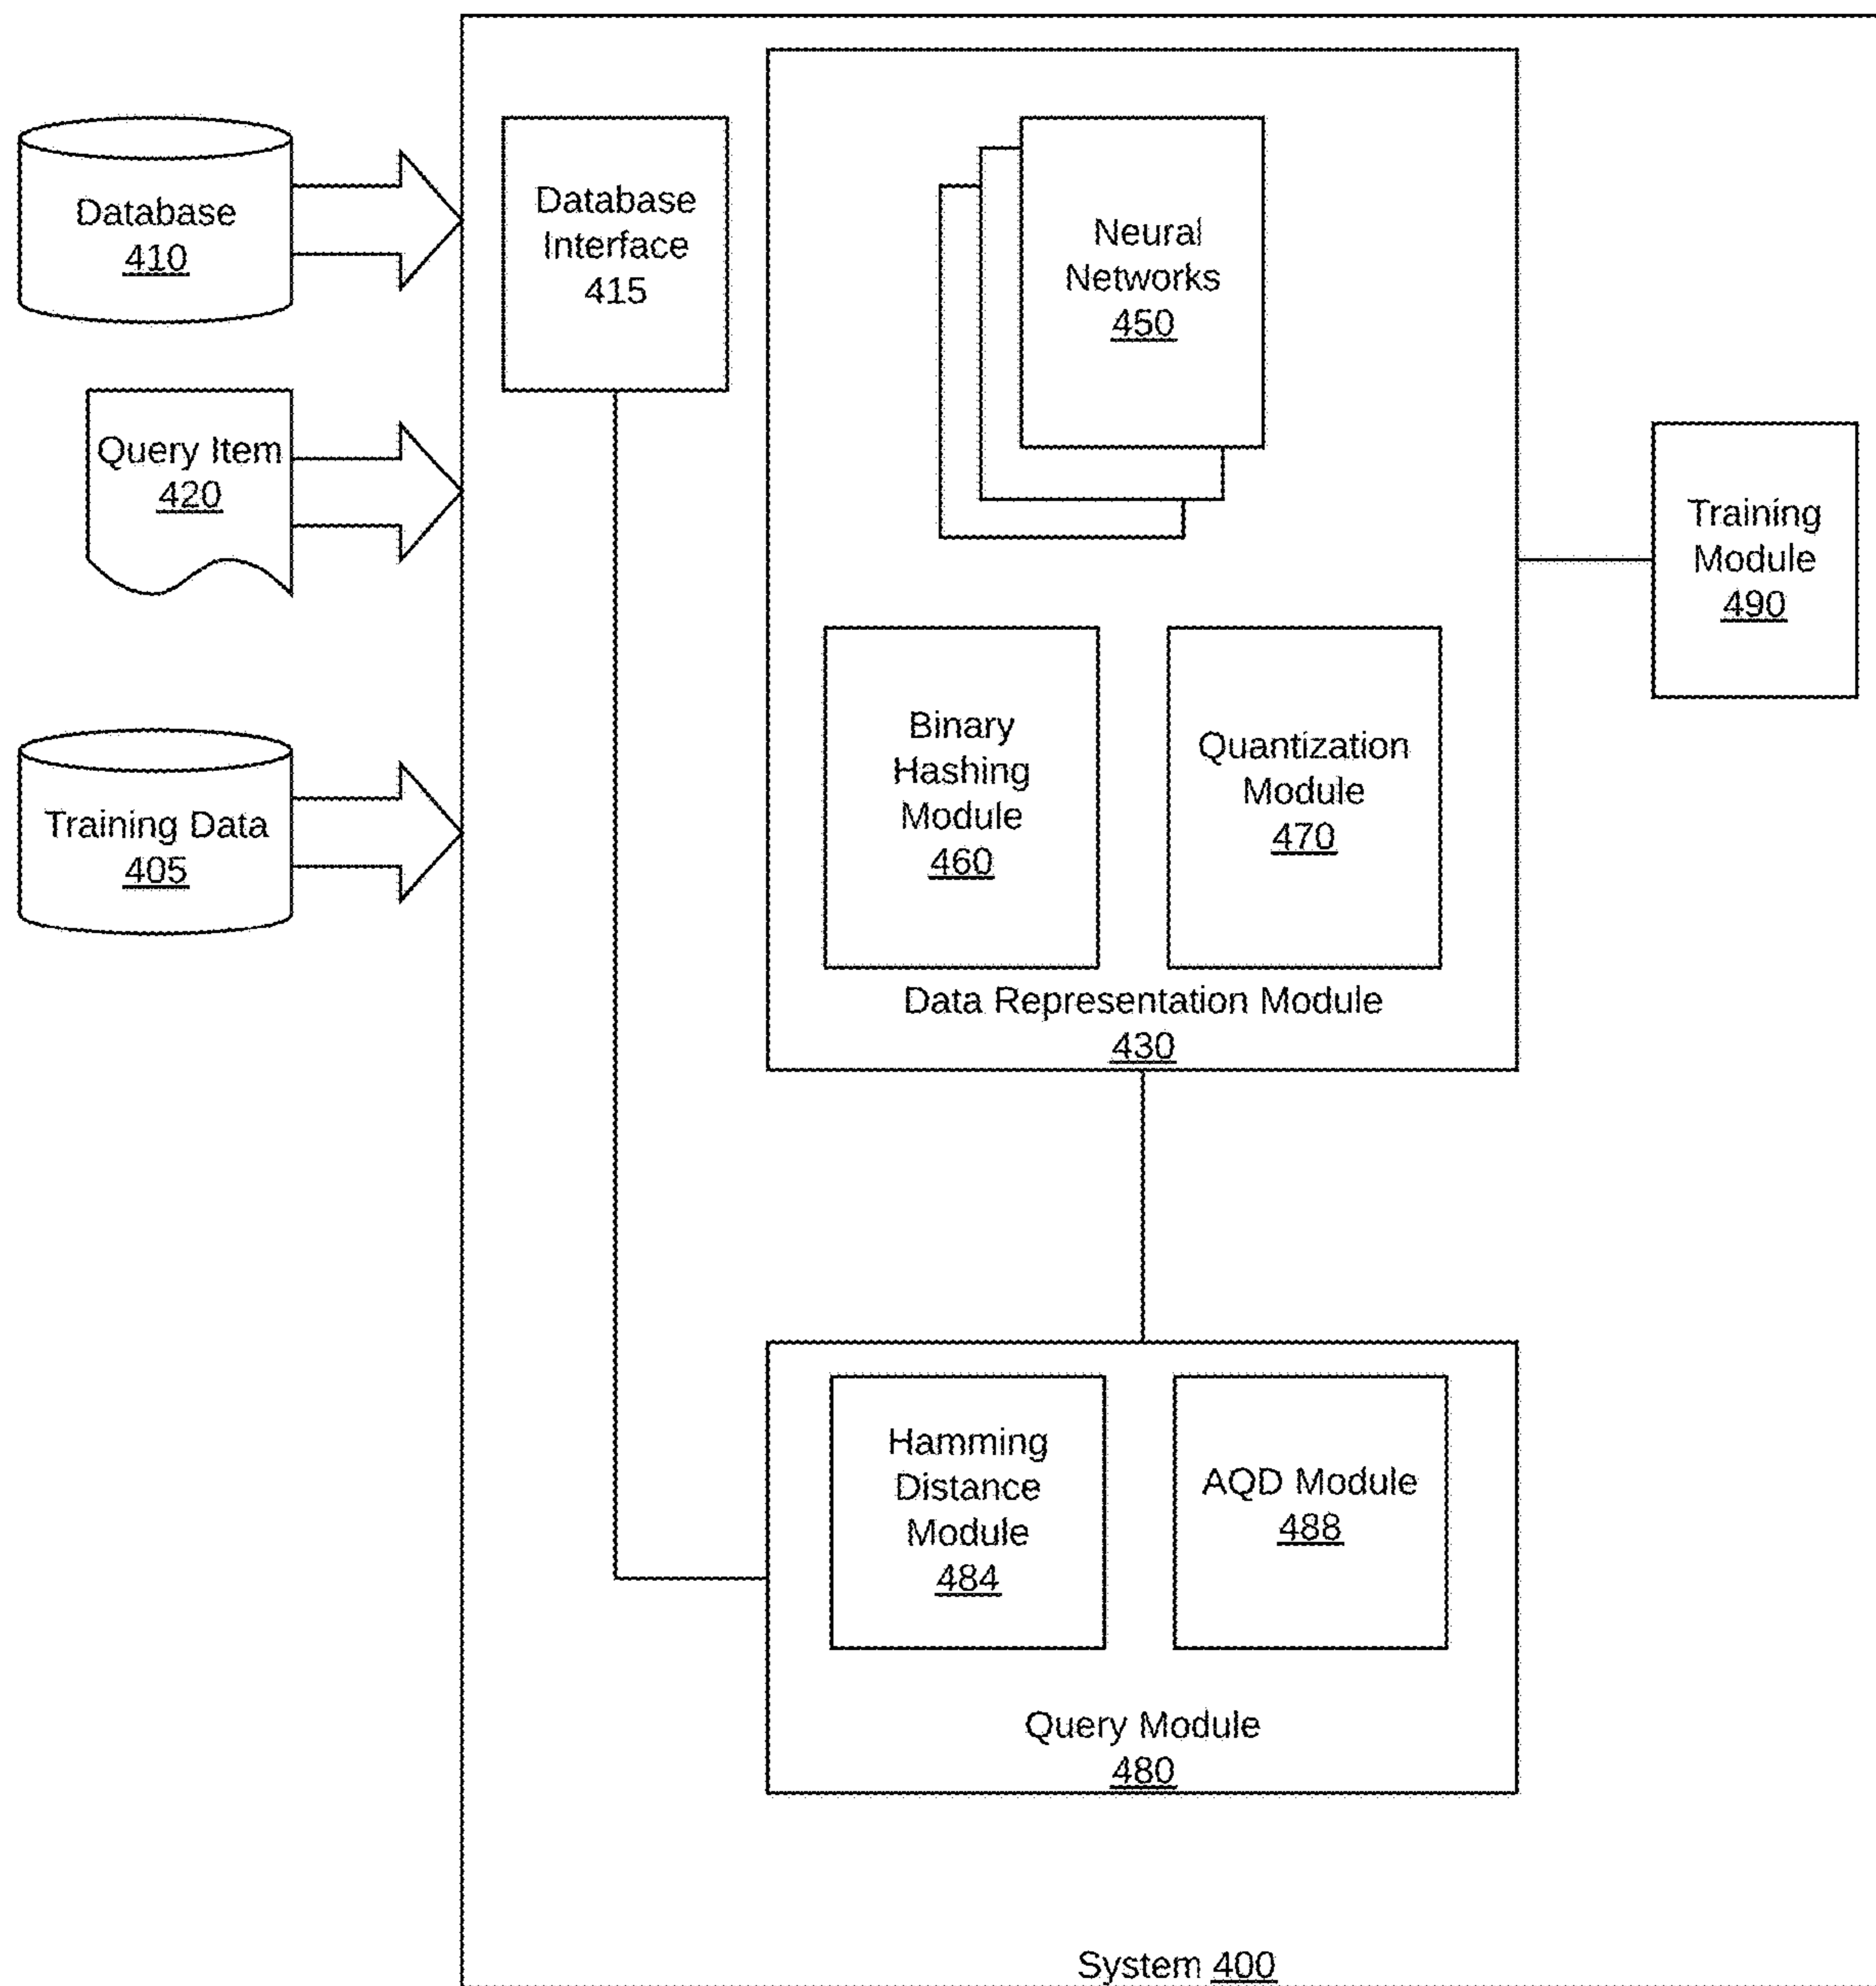 Database
410
Query Item
420
Training Data
405
Database
Interface
415
Neural
Networks
450
Binary
Hashing
Module
460
Quantization
Module
470
Data Representation Module
430
Training
Module
490
Hamming
Distance
Module
484
AQD Module
488
Query Module
480
System 400